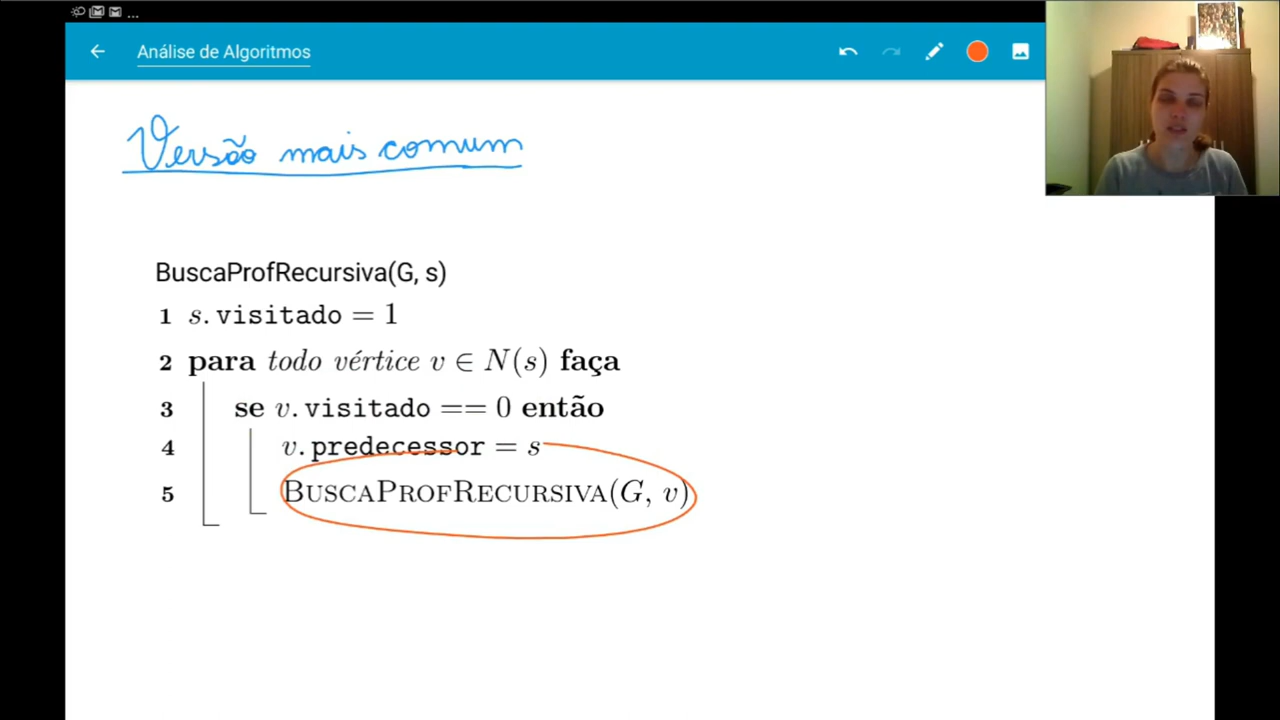 ...
Análise de Algoritmos
Versão mais comum
BuscaProfRecursiva(G, s)
1 s.visitado = 1
2 para todo vértice v ∈ N(s) faça
3 se v.visitado == 0 então
4 v.predecessor = s
5 BUSCAPROFRECURSIVA(G, v)